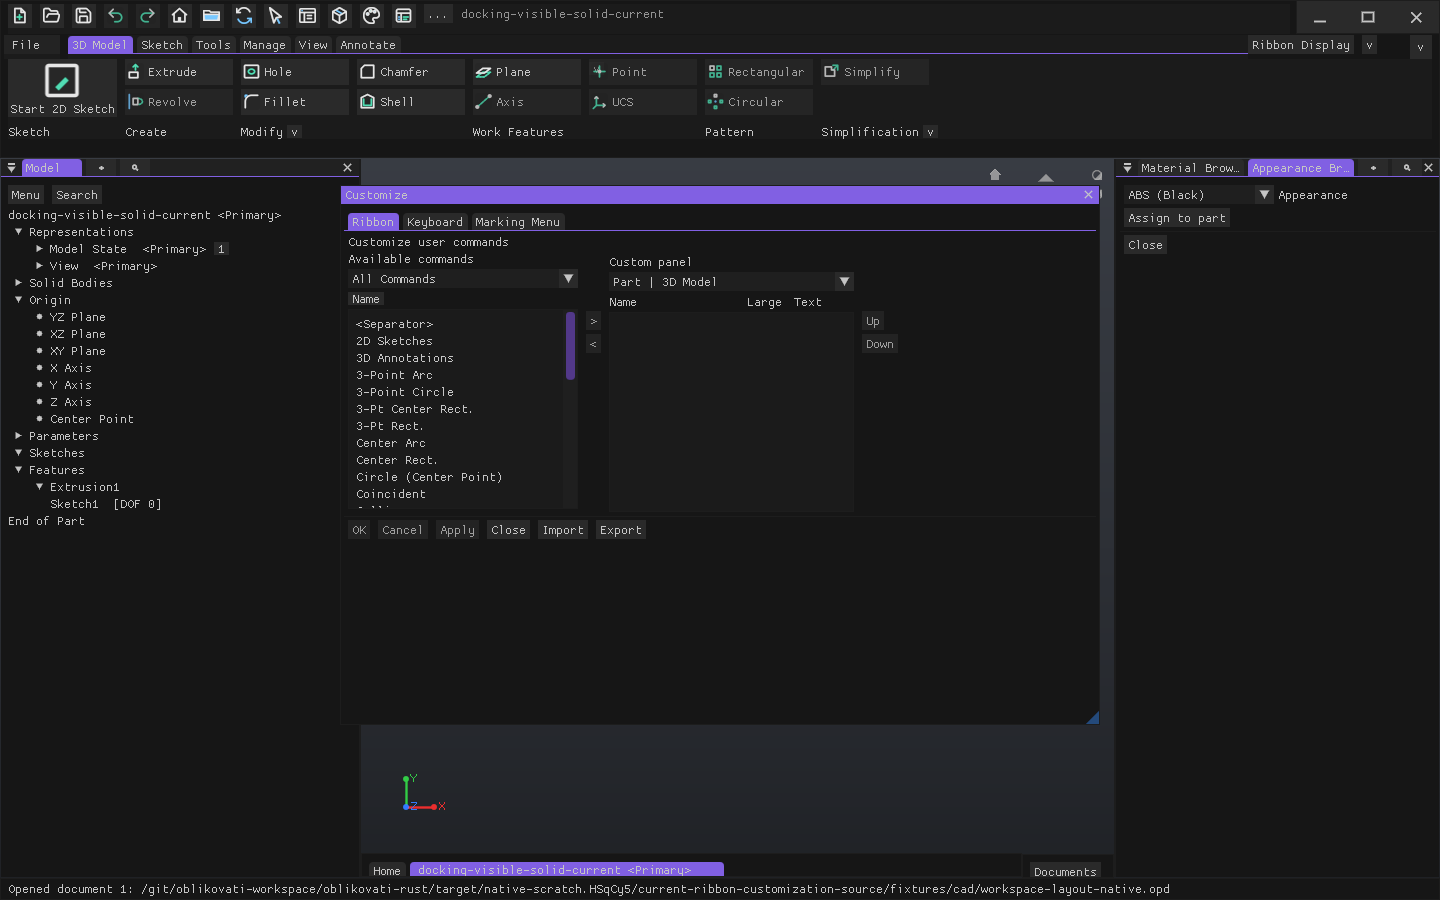 ... docking-visible-solid-current
File 3D Model Sketch Tools Manage View Annotate Ribbon Display v v
Start 2D Sketch
Extrude Hole Chamfer Plane Point Rectangular Simplify
Revolve Fillet Shell Axis UCS Circular
Sketch Create Modify v Work Features Pattern Simplification v
Model
Menu Search
docking-visible-solid-current <Primary>
Representations
Model State <Primary> 1
View <Primary>
Solid Bodies
Origin
YZ Plane
XZ Plane
XY Plane
X Axis
Y Axis
Z Axis
Center Point
Parameters
Sketches
Features
Extrusion1
Sketch1 [DOF 0]
End of Part
Customize
Ribbon Keyboard Marking Menu
Customize user commands
Available commands
All Commands
Name
<Separator>
2D Sketches
3D Annotations
3-Point Arc
3-Point Circle
3-Pt Center Rect.
3-Pt Rect.
Center Arc
Center Rect.
Circle (Center Point)
Coincident
>
<
Custom panel
Part | 3D Model
Name Large Text
Up
Down
OK Cancel Apply Close Import Export
Material Brow... Appearance Br...
ABS (Black) Appearance
Assign to part
Close
Y
Z X
Home docking-visible-solid-current <Primary> Documents
Opened document 1: /git/oblikovati-workspace/oblikovati-rust/target/native-scratch.HSqCy5/current-ribbon-customization-source/fixtures/cad/workspace-layout-native.opd